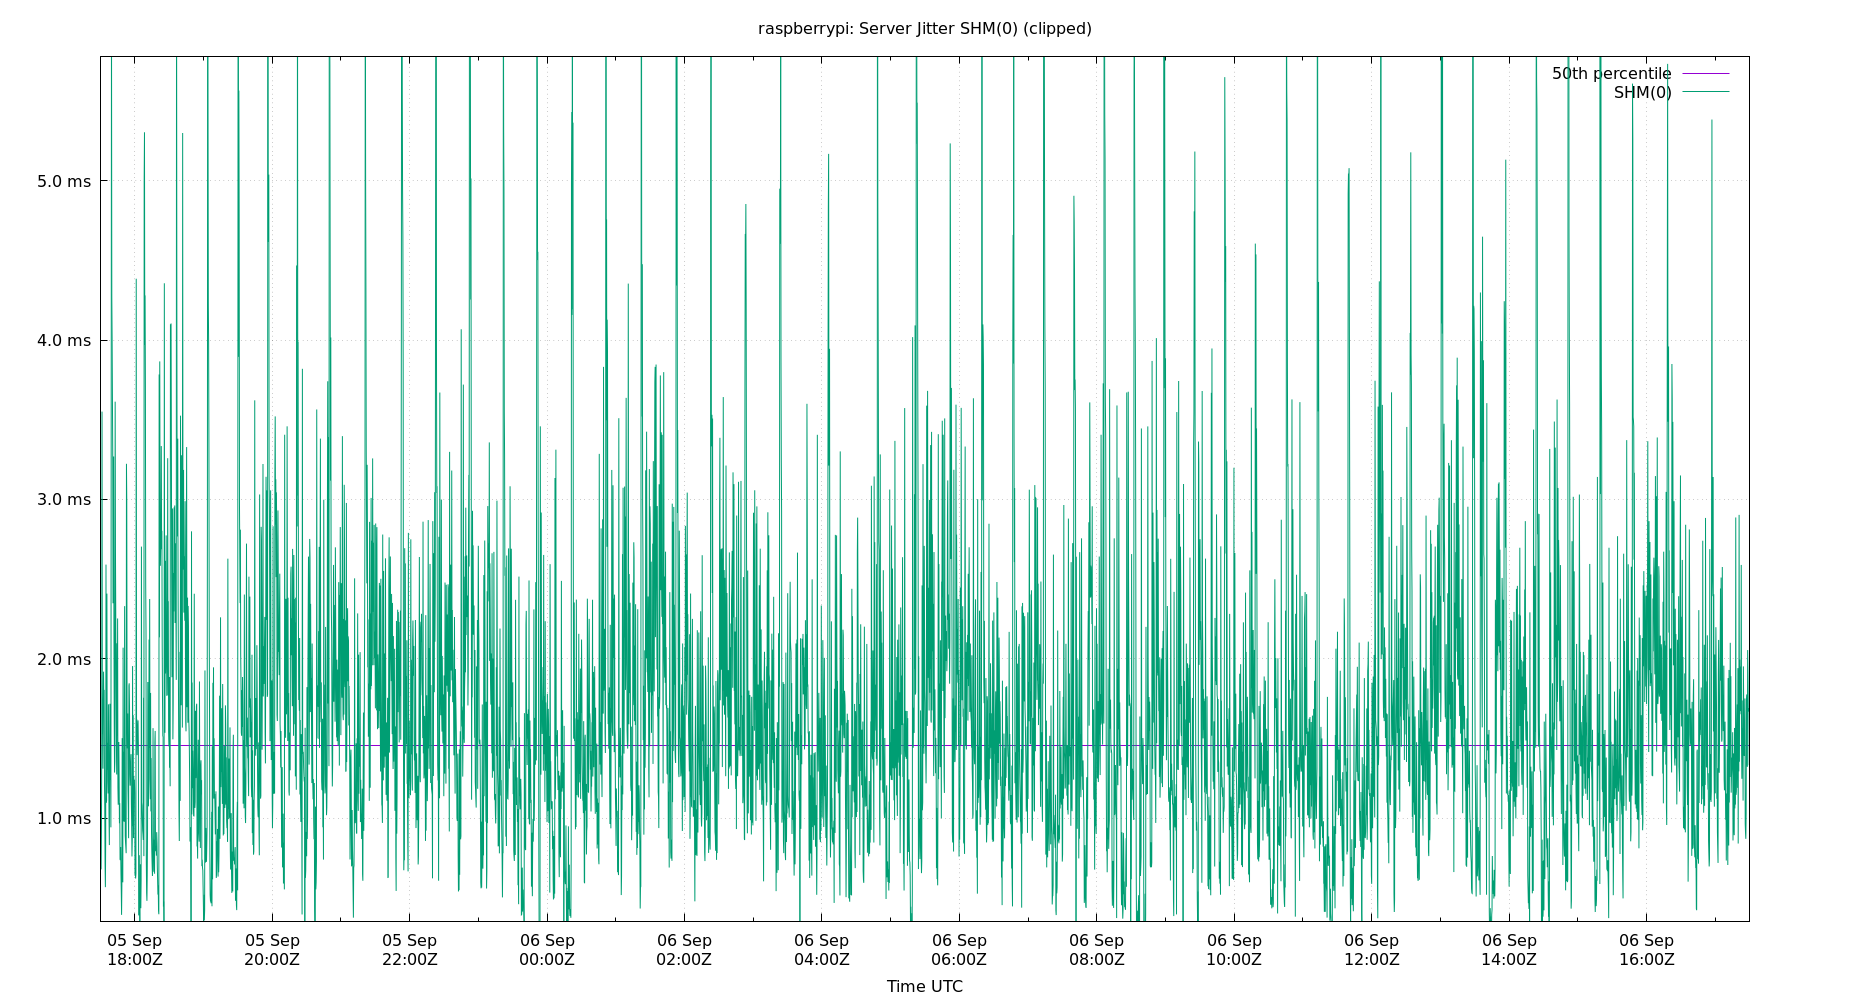 raspberrypi: Server Jitter SHM(0) (clipped)
50th percentile
SHM(0)
5.0 ms
4.0 ms
3.0 ms
2.0 ms
1.0 ms
05 Sep 05 Sep 05 Sep 06 Sep 06 Sep 06 Sep 06 Sep 06 Sep 06 Sep 06 Sep 06 Sep 06 Sep
18:00Z 20:00Z 22:00Z 00:00Z 02:00Z 04:00Z 06:00Z 08:00Z 10:00Z 12:00Z 14:00Z 16:00Z
Time UTC